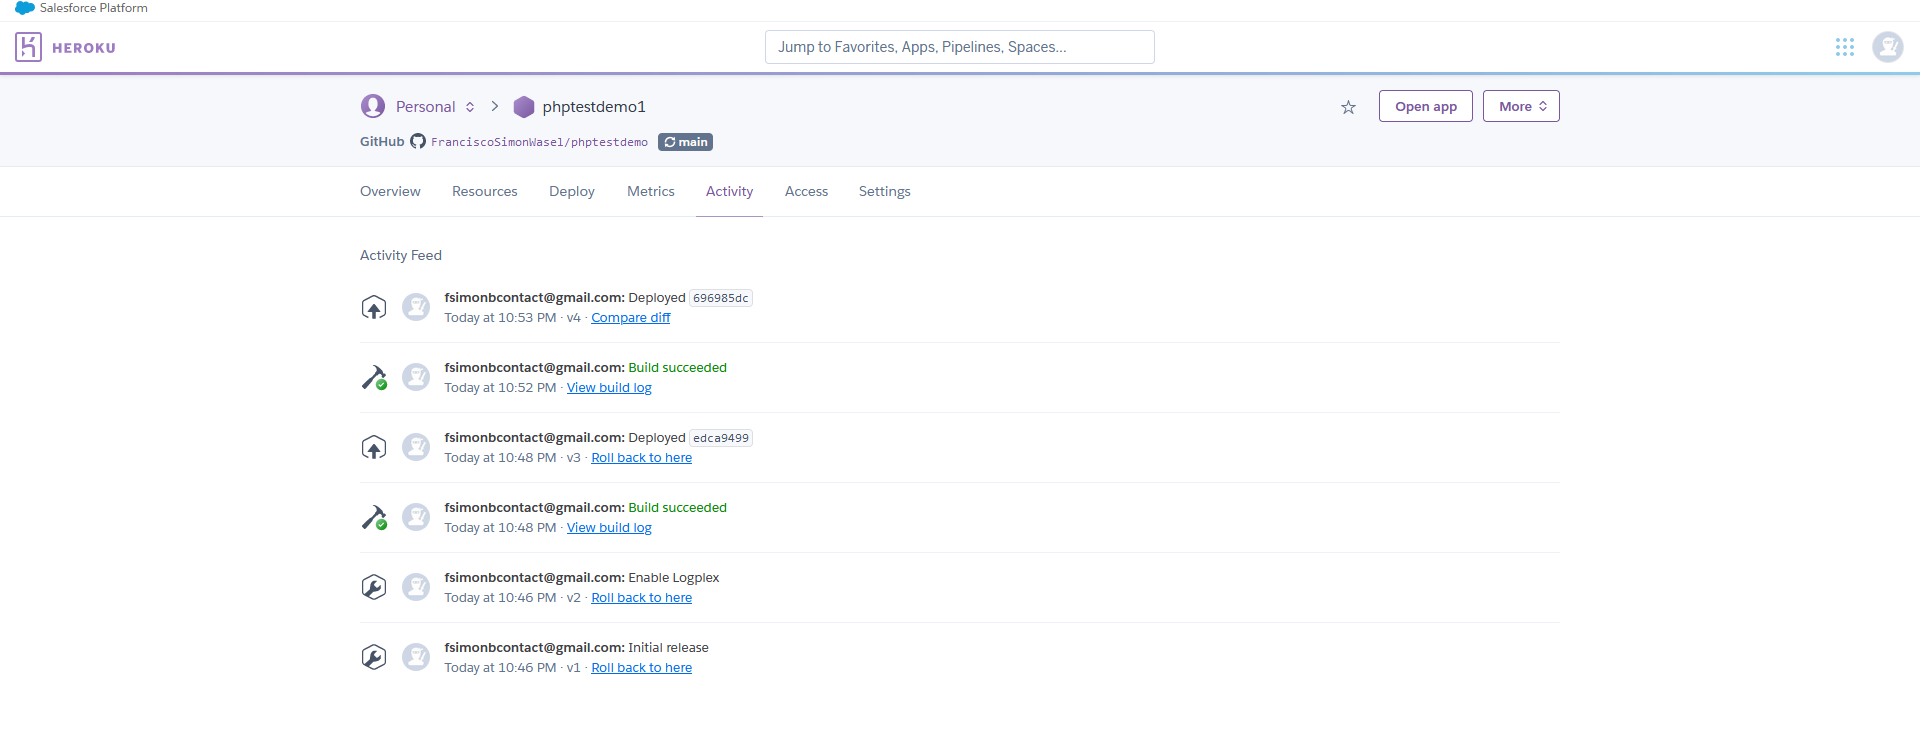 Salesforce Platform
HEROKU
Jump to Favorites, Apps, Pipelines, Spaces...
Personal phptestdemo1
Open app
More
GitHub FranciscoSimonWasel/phptestdemo main
Overview Resources Deploy Metrics Activity Access Settings
Activity Feed
fsimonbcontact@gmail.com: Deployed 696985dc
Today at 10:53 PM · v4 · Compare diff
fsimonbcontact@gmail.com: Build succeeded
Today at 10:52 PM · View build log
fsimonbcontact@gmail.com: Deployed edca9499
Today at 10:48 PM · v3 · Roll back to here
fsimonbcontact@gmail.com: Build succeeded
Today at 10:48 PM · View build log
fsimonbcontact@gmail.com: Enable Logplex
Today at 10:46 PM · v2 · Roll back to here
fsimonbcontact@gmail.com: Initial release
Today at 10:46 PM · v1 · Roll back to here